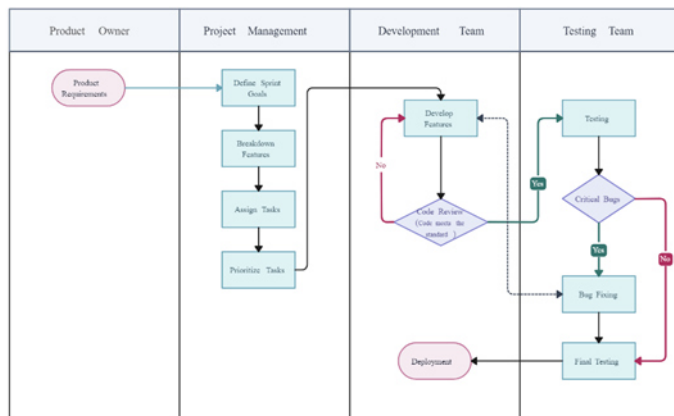 Product Owner
Project Management
Development Team
Testing Team
Product
Requirements
Define Sprint
Goals
Breakdown
Features
Assign Tasks
Prioritize Tasks
Develop
Features
No
Code Review
(Code meets the
standard )
Yes
Testing
Critical Bugs
Yes
No
Bug Fixing
Final Testing
Deployment